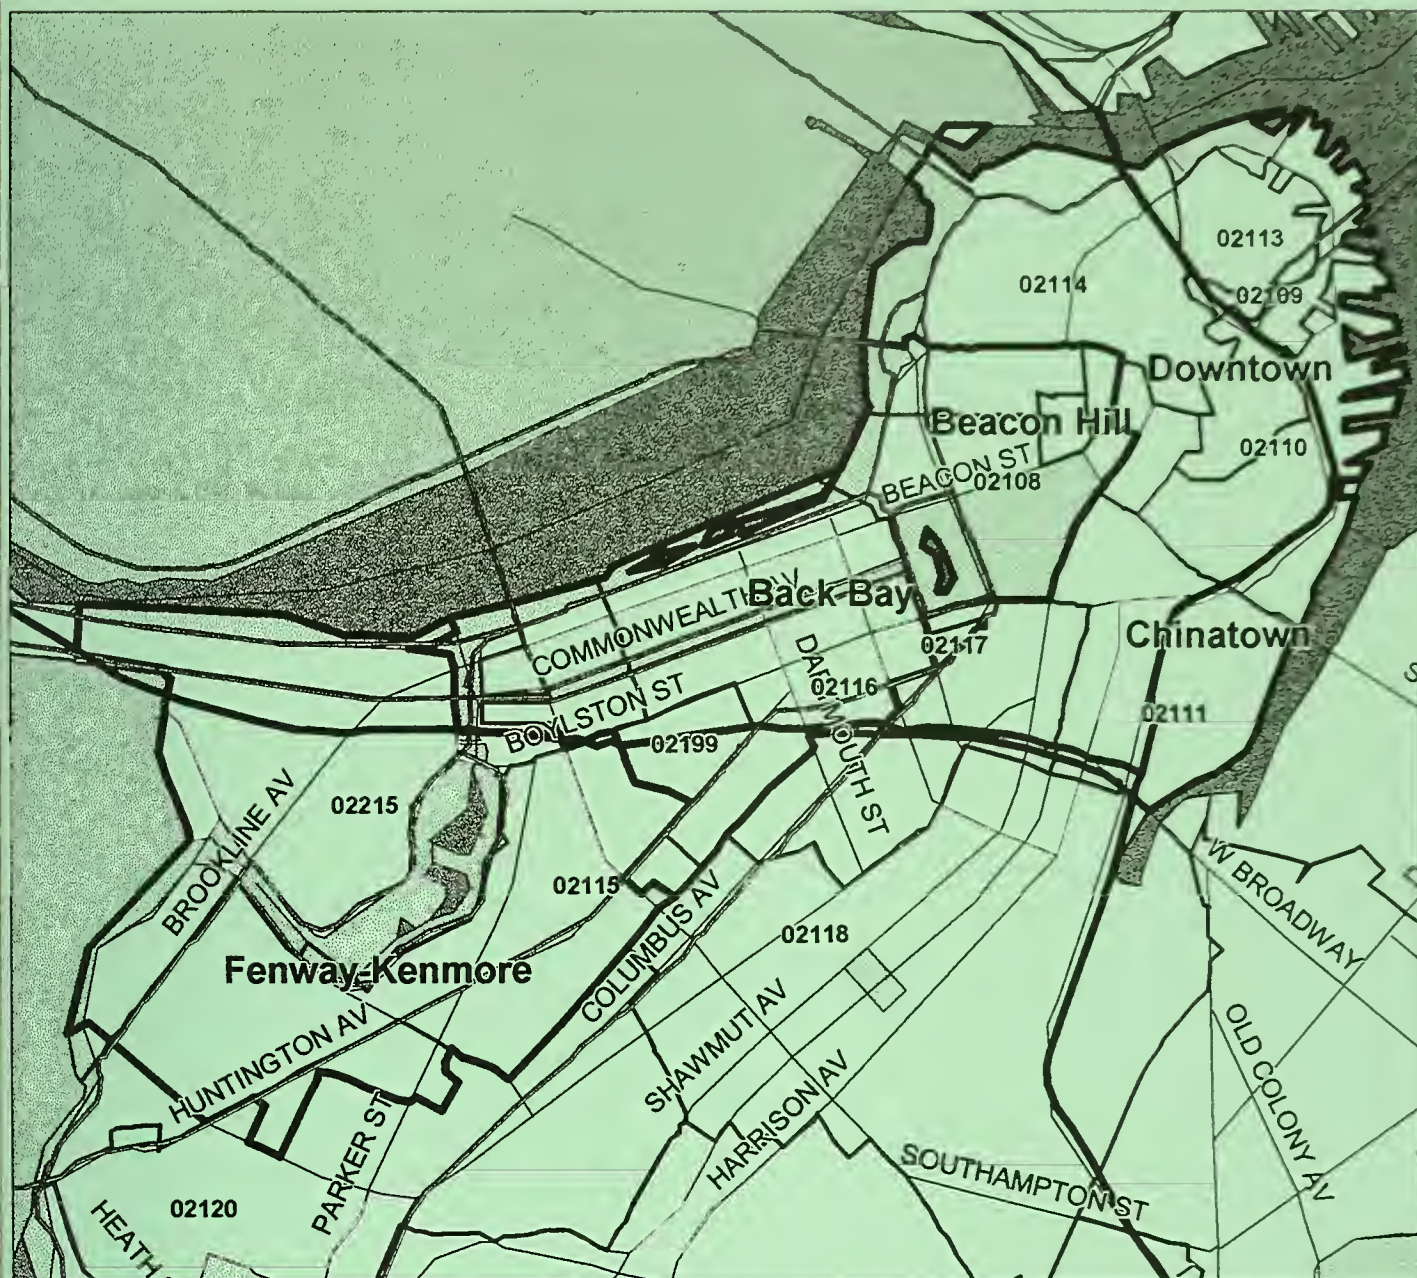 02113
02114
02109
Downtown
Beacon Hill
02110
BEACON ST
02108
Back Bay
COMMONWEALTH AV
Chinatown
02117
DARTMOUTH ST
02116
BOYLSTON ST
02111
02199
BROOKLINE AV
02215
W BROADWAY
02115
COLUMBUS AV
02118
Fenway-Kenmore
HUNTINGTON AV
SHAWMUT AV
OLD COLONY AV
HARRISON AV
PARKER ST
SOUTHAMPTON ST
02120
HEATH